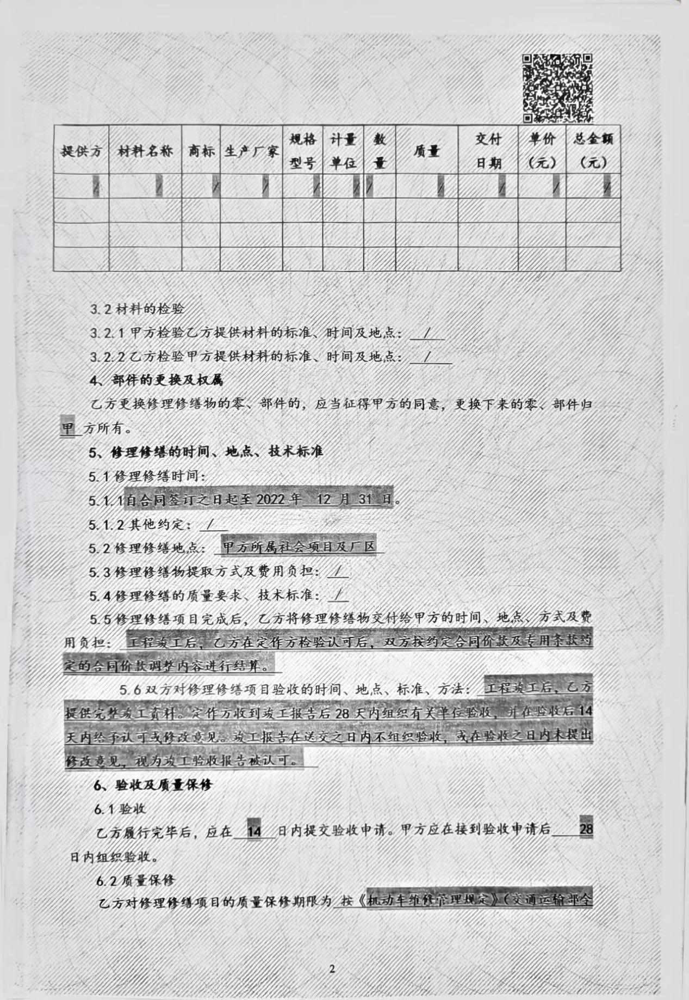 提供方 材料名称 商标 生产厂家 规格型号 计量单位 数量 质量 交付日期 单价（元） 总金额（元）
/ / / / / / / / / / /
3.2材料的检验
3.2.1甲方检验乙方提供材料的标准、时间及地点：/
3.2.2乙方检验甲方提供材料的标准、时间及地点：/
4、部件的更换及权属
乙方更换修理修缮物的零、部件的，应当征得甲方的同意，更换下来的零、部件归
甲 方所有。
5、修理修缮的时间、地点、技术标准
5.1修理修缮时间：
5.1.1自合同签订之日起至2022年 12 月 31 日。
5.1.2其他约定：/
5.2修理修缮地点：甲方所属社会项目及厂区
5.3修理修缮物提取方式及费用负担：/
5.4修理修缮的质量要求、技术标准：/
5.5修理修缮项目完成后，乙方将修理修缮物交付给甲方的时间、地点、方式及费
用负担：工程竣工后，乙方在定作方检验认可后，双方按约定合同价款及专用条款约
定的合同价款调整内容进行结算。
5.6双方对修理修缮项目验收的时间、地点、标准、方法：工程竣工后，乙方
提供完整竣工资料。定作方收到竣工报告后28天内组织有关单位验收，并在验收后14
天内给予认可或修改意见。竣工报告在送交之日内不组织验收，或在验收之日内未提出
修改意见，视为竣工验收报告被认可。
6、验收及质量保修
6.1验收
乙方履行完毕后，应在 14 日内提交验收申请。甲方应在接到验收申请后 28
日内组织验收。
6.2质量保修
乙方对修理修缮项目的质量保修期限为 按《机动车维修管理规定》（交通运输部令
2